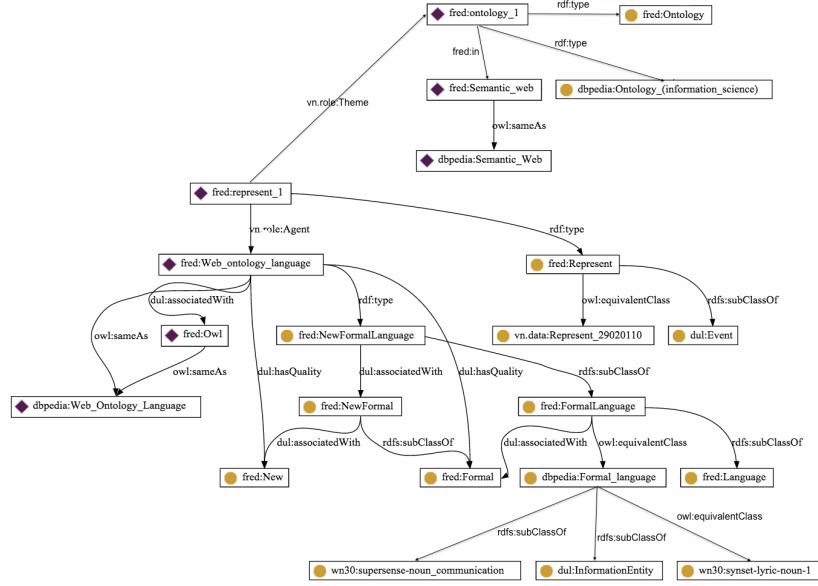 rdf:type
fred:ontology_1
fred:Ontology
rdf:type
fred:in
fred:Semantic_web
dbpedia:Ontology_(information_science)
vn.role:Theme
owl:sameAs
dbpedia:Semantic_Web
fred:represent_1
vn.role:Agent
rdf:type
fred:Web_ontology_language
fred:Represent
dul:associatedWith
rdf:type
owl:equivalentClass
rdfs:subClassOf
owl:sameAs
fred:Owl
fred:NewFormalLanguage
vn.data:Represent_29020110
dul:Event
owl:sameAs
dul:hasQuality
dul:associatedWith
dul:hasQuality
rdfs:subClassOf
dbpedia:Web_Ontology_Language
fred:NewFormal
fred:FormalLanguage
dul:associatedWith
rdfs:subClassOf
dul:associatedWith
owl:equivalentClass
rdfs:subClassOf
fred:New
fred:Formal
dbpedia:Formal_language
fred:Language
owl:equivalentClass
rdfs:subClassOf
rdfs:subClassOf
wn30:supersense-noun_communication
dul:InformationEntity
wn30:synset-lyric-noun-1